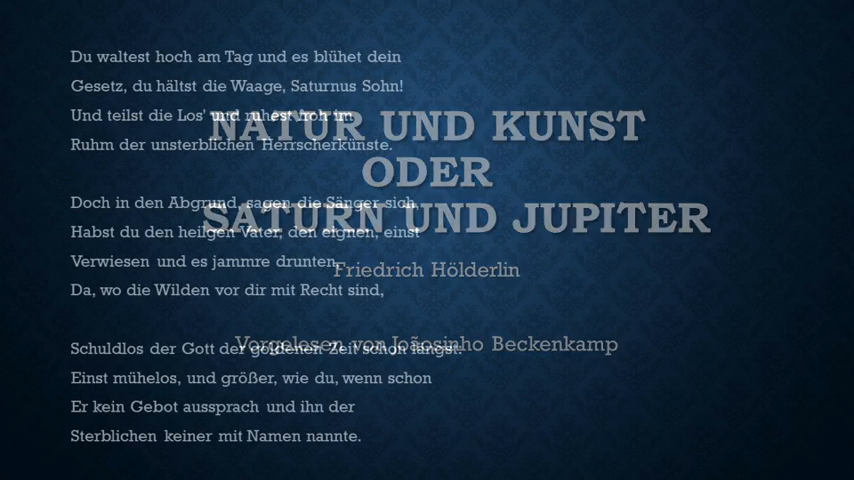 Du waltest hoch am Tag und es blühet dein
Gesetz, du hältst die Waage, Saturnus Sohn!
Und teilst die Los' und ruhest froh im
Ruhm der unsterblichen Herrscherkünste.
Doch in den Abgrund, sagen die Sänger sich,
Habst du den heilgen Vater, den eignen, einst
Verwiesen und es jammre drunten,
Da, wo die Wilden vor dir mit Recht sind,
Schuldlos der Gott der goldenen Zeit schon längst:
Einst mühelos, und größer, wie du, wenn schon
Er kein Gebot aussprach und ihn der
Sterblichen keiner mit Namen nannte.
NATUR UND KUNST
ODER
SATURN UND JUPITER
Friedrich Hölderlin
Vorgelesen von Joãosinho Beckenkamp